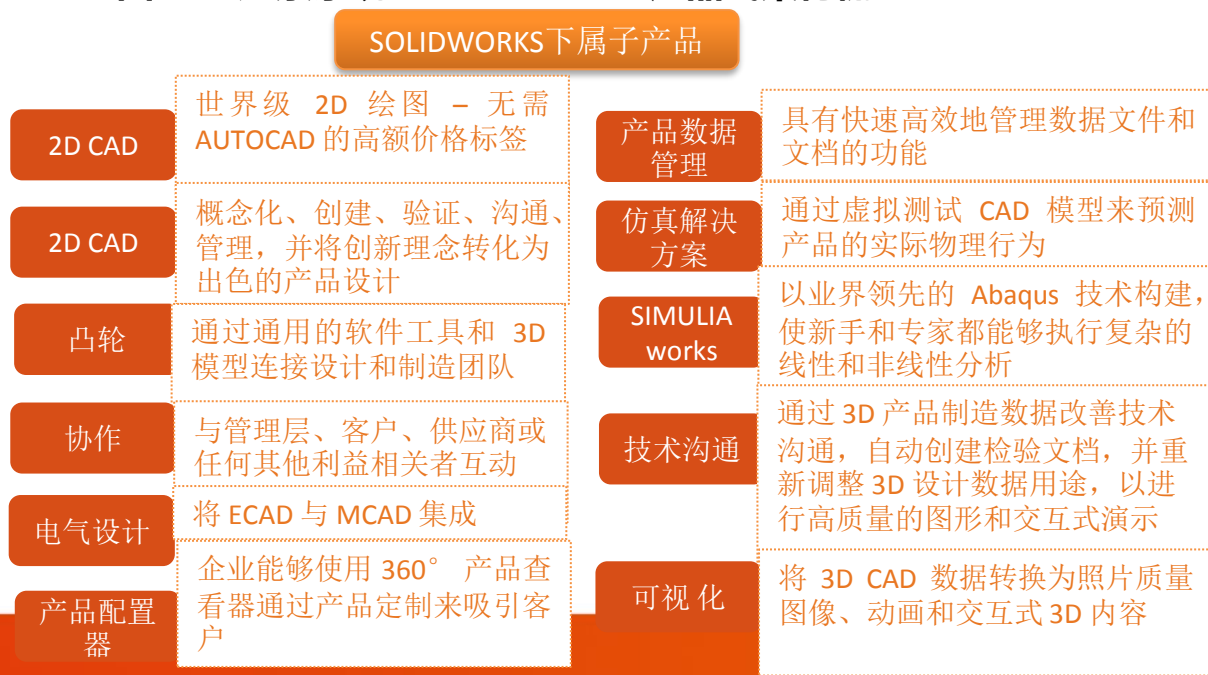 SOLIDWORKS下属子产品
2D CAD
世界级 2D 绘图 – 无需
AUTOCAD 的高额价格标签
2D CAD
概念化、创建、验证、沟通、
管理，并将创新理念转化为
出色的产品设计
凸轮
通过通用的软件工具和 3D
模型连接设计和制造团队
协作
与管理层、客户、供应商或
任何其他利益相关者互动
电气设计
将 ECAD 与 MCAD 集成
产品配置
器
企业能够使用 360° 产品查
看器通过产品定制来吸引客
户
产品数据
管理
具有快速高效地管理数据文件和
文档的功能
仿真解决
方案
通过虚拟测试 CAD 模型来预测
产品的实际物理行为
SIMULIA
works
以业界领先的 Abaqus 技术构建，
使新手和专家都能够执行复杂的
线性和非线性分析
技术沟通
通过 3D 产品制造数据改善技术
沟通，自动创建检验文档，并重
新调整 3D 设计数据用途，以进
行高质量的图形和交互式演示
可视 化
将 3D CAD 数据转换为照片质量
图像、动画和交互式 3D 内容